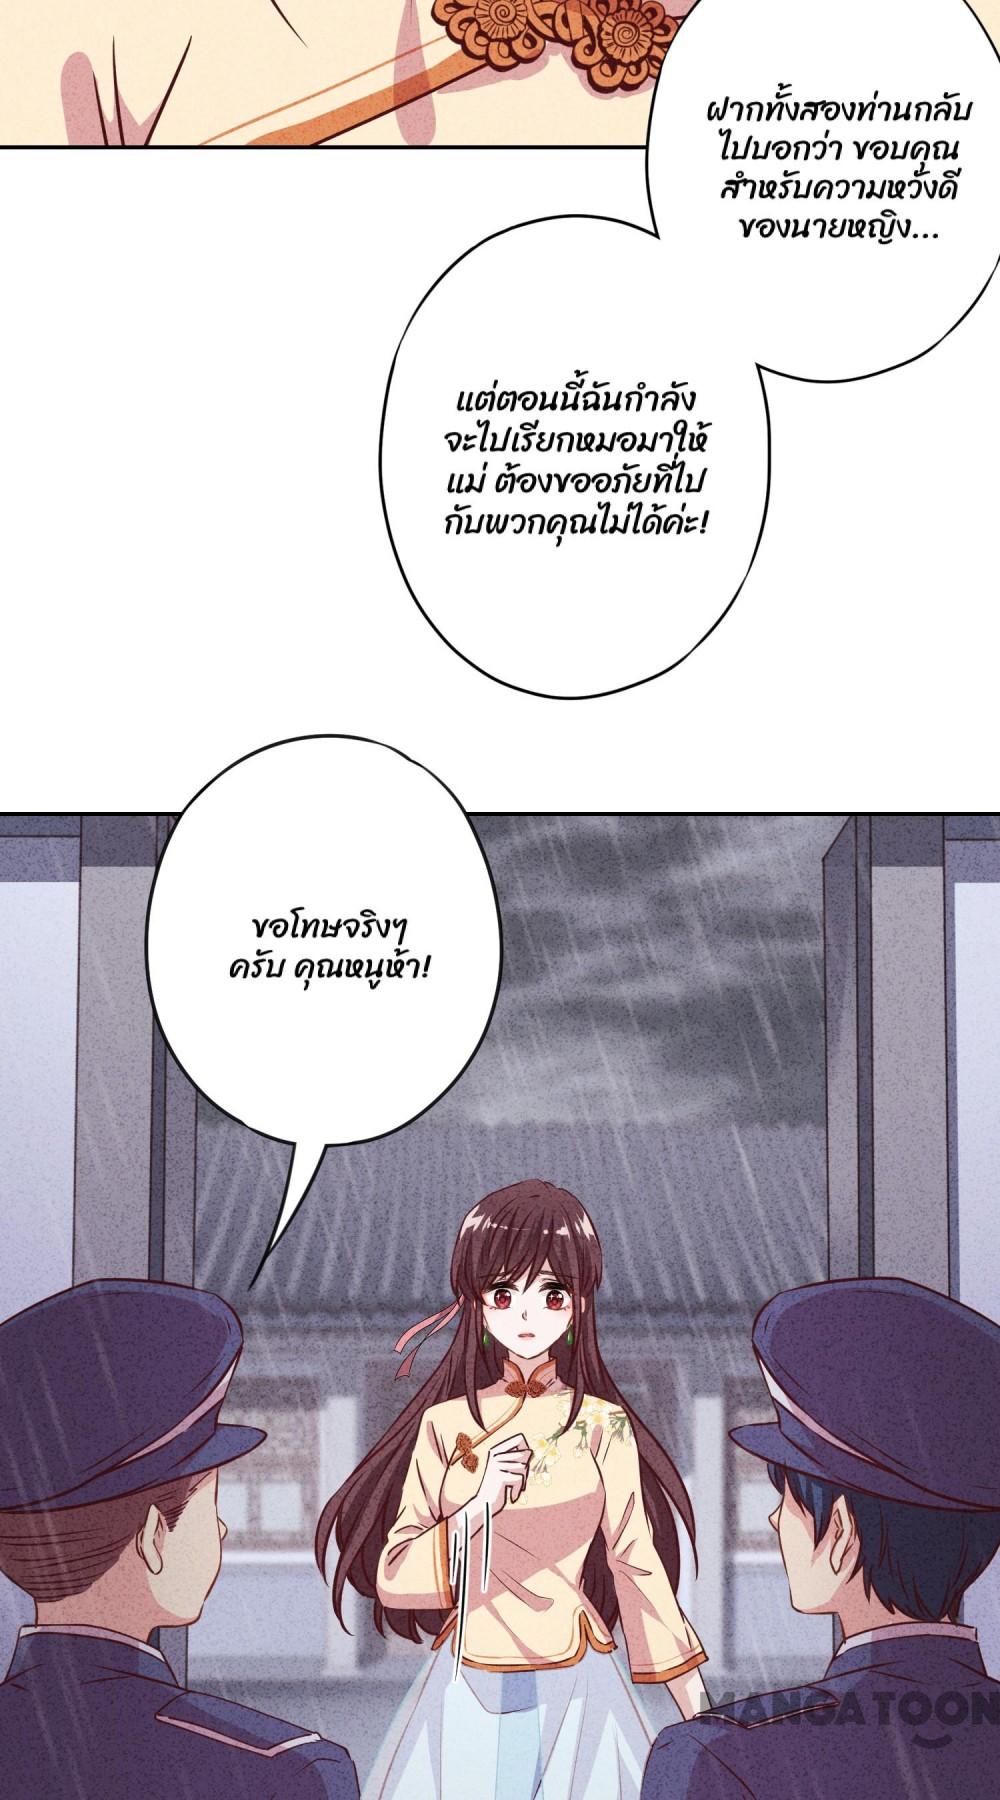 ฝากทั้งสองท่านกลับ
ไปบอกว่า ขอบคุณ
สำหรับความหวังดี
ของนายหญิง...
แต่ตอนนี้ฉันกำลัง
จะไปเรียกหมอมาให้
แม่ ต้องขออภัยที่ไป
กับพวกคุณไม่ได้ค่ะ!
ขอโทษจริงๆ
ครับ คุณหนูห้า!
MANGATOON